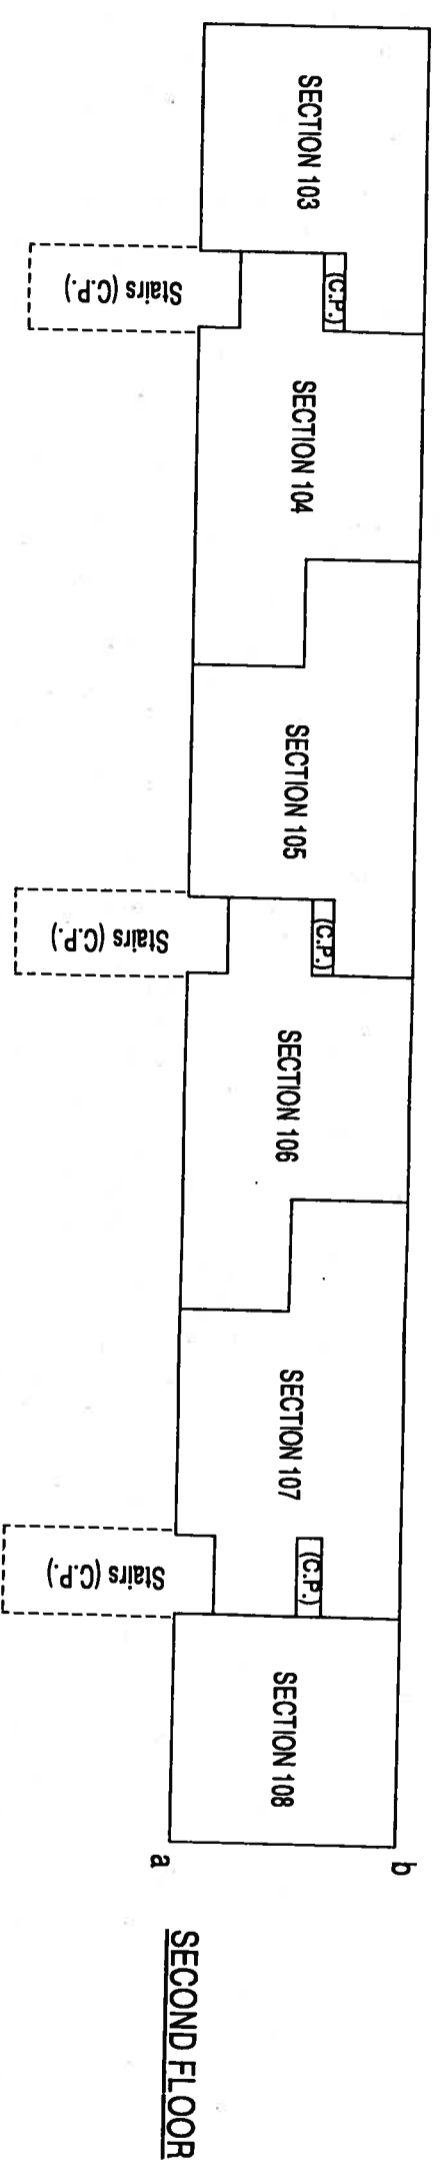 SECTION 103
Stairs (C.P.)
(C.P.)
SECTION 104
SECTION 105
Stairs (C.P.)
(C.P.)
SECTION 106
SECTION 107
Stairs (C.P.)
(C.P.)
SECTION 108
a
b
SECOND FLOOR